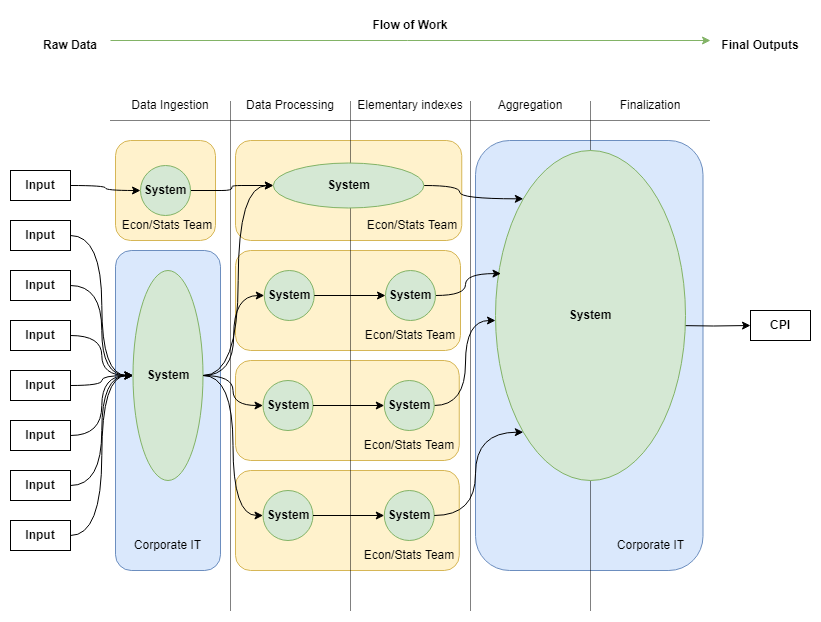 Flow of Work
Raw Data
Final Outputs
Data Ingestion
Data Processing
Elementary indexes
Aggregation
Finalization
Input
System
Econ/Stats Team
System
Econ/Stats Team
Input
Input
Input
Input
Input
Input
Input
System
Corporate IT
System
System
Econ/Stats Team
System
System
Econ/Stats Team
System
System
Econ/Stats Team
System
Corporate IT
CPI